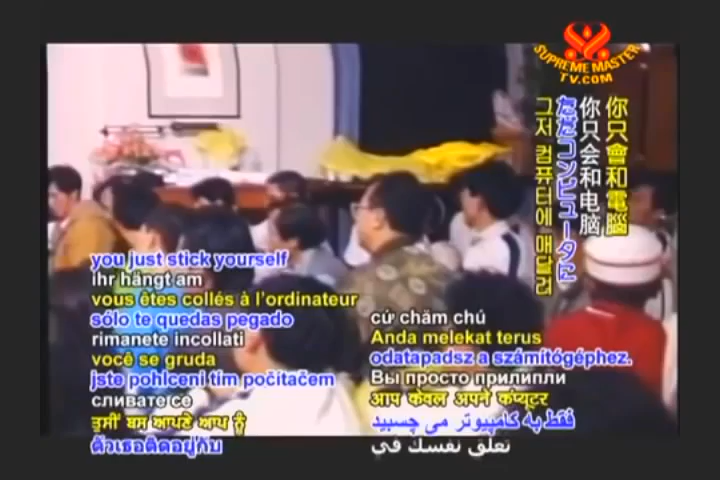 SUPREME MASTER
TV.COM
你只會和電腦
你只会和电脑
ただコンピュータに
그저 컴퓨터에 매달려
you just stick yourself
ihr hängt am
vous êtes collés à l'ordinateur
sólo te quedas pegado
rimanete incollati
você se gruda
jste pohlceni tím počítačem
сливате се
ਤੁਸੀਂ ਬਸ ਆਪਣੇ ਆਪ ਨੂੰ
ตัวเธอติดอยู่กับ
cứ chăm chú
Anda melekat terus
odatapadsz a számítógéphez.
Вы просто прилипли
आप केवल अपने कंप्यूटर
فقط به کامپیوتر می چسبید
تعلق نفسك في